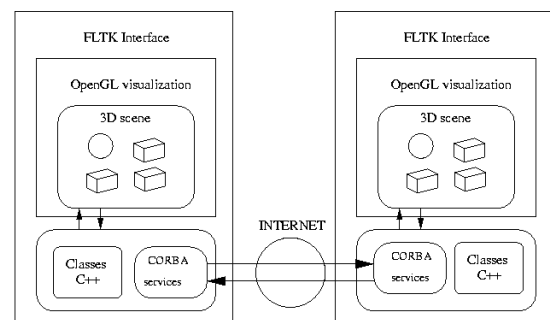 FLTK Interface
OpenGL visualization
3D scene
Classes
C++
CORBA
services
INTERNET
FLTK Interface
OpenGL visualization
3D scene
CORBA
services
Classes
C++